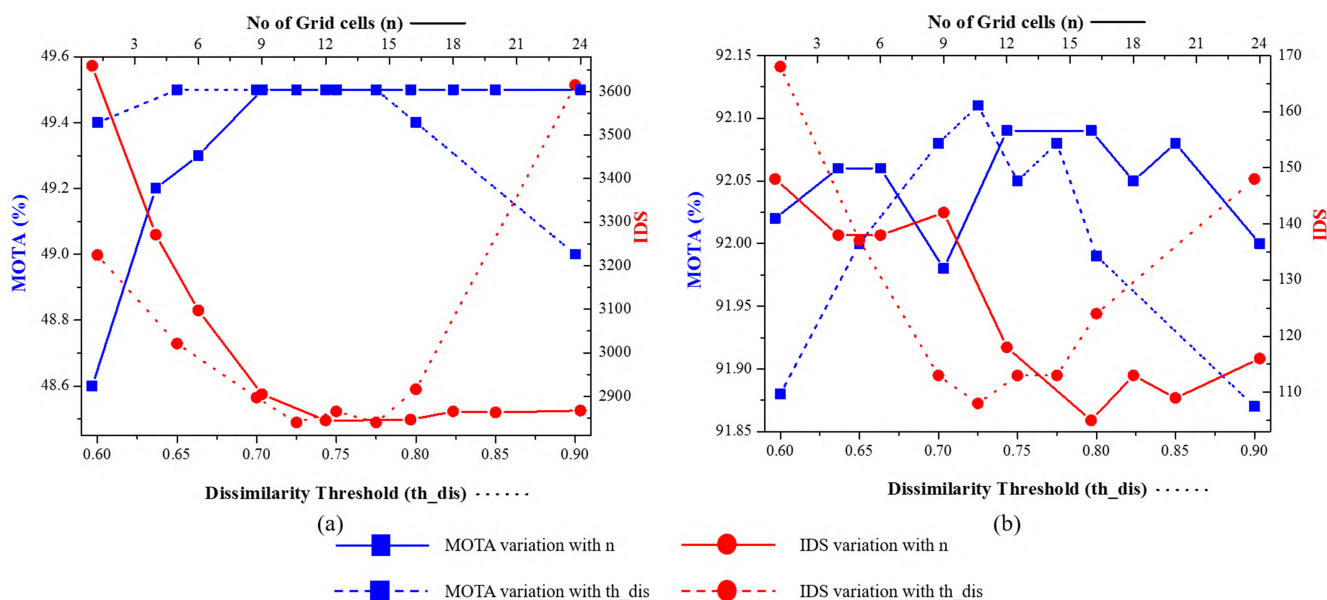 No of Grid cells (n)
3 6 9 12 15 18 21 24
49.6
49.4
49.2
49.0
48.8
48.6
MOTA (%)
3600
3500
3400
3300
3200
3100
3000
2900
IDS
0.60 0.65 0.70 0.75 0.80 0.85 0.90
Dissimilarity Threshold (th_dis)
(a)
No of Grid cells (n)
3 6 9 12 15 18 21 24
92.15
92.10
92.05
92.00
91.95
91.90
91.85
MOTA (%)
170
160
150
140
130
120
110
IDS
0.60 0.65 0.70 0.75 0.80 0.85 0.90
Dissimilarity Threshold (th_dis)
(b)
MOTA variation with n
IDS variation with n
MOTA variation with th_dis
IDS variation with th_dis